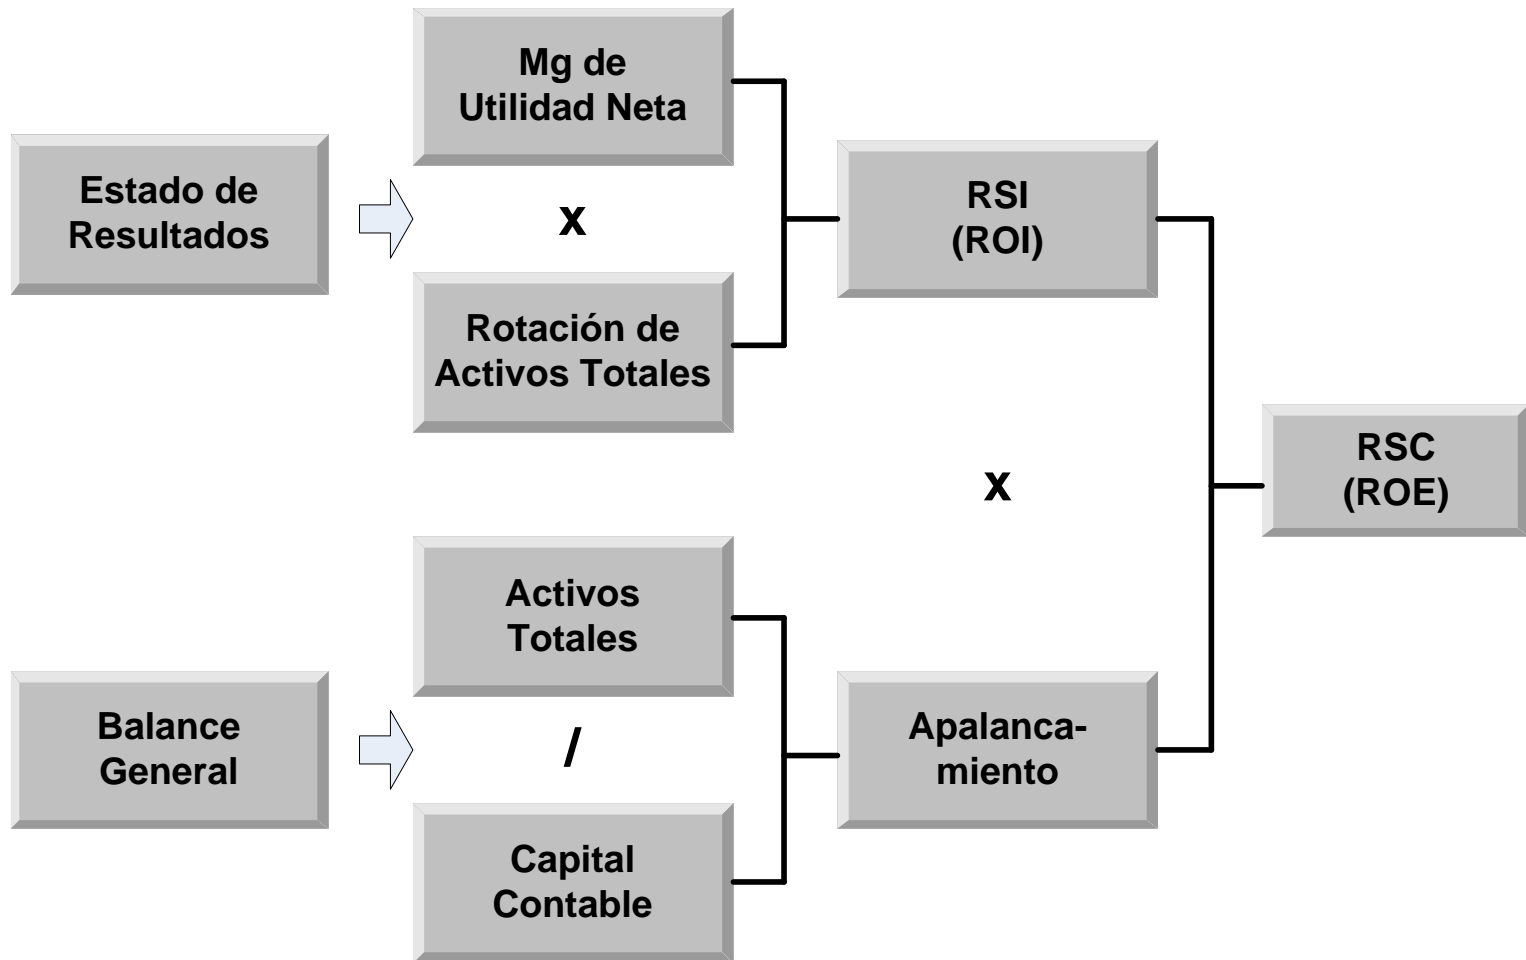 Estado de
Resultados
Mg de
Utilidad Neta
x
Rotación de
Activos Totales
RSI
(ROI)
x
RSC
(ROE)
Balance
General
Activos
Totales
/
Capital
Contable
Apalanca-
miento